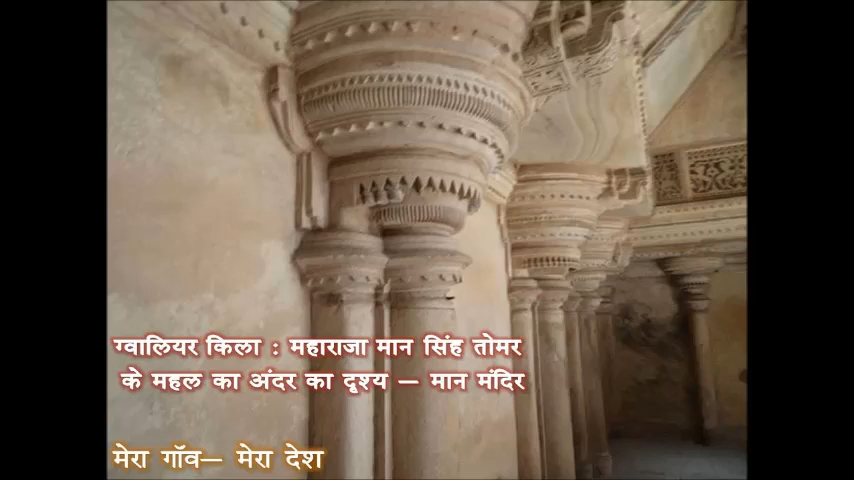 ग्वालियर किला : महाराजा मान सिंह तोमर
के महल का अंदर का दृश्य – मान मंदिर
मेरा गॉव– मेरा देश